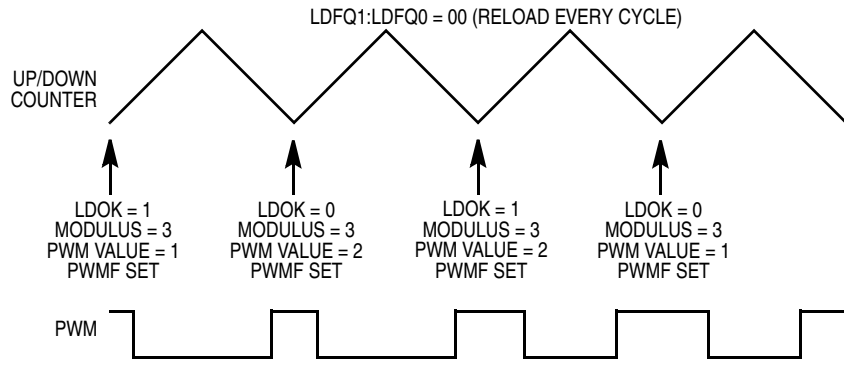 LDFQ1:LDFQ0 = 00 (RELOAD EVERY CYCLE)
UP/DOWN
COUNTER
LDOK = 1
MODULUS = 3
PWM VALUE = 1
PWMF SET
LDOK = 0
MODULUS = 3
PWM VALUE = 2
PWMF SET
LDOK = 1
MODULUS = 3
PWM VALUE = 2
PWMF SET
LDOK = 0
MODULUS = 3
PWM VALUE = 1
PWMF SET
PWM